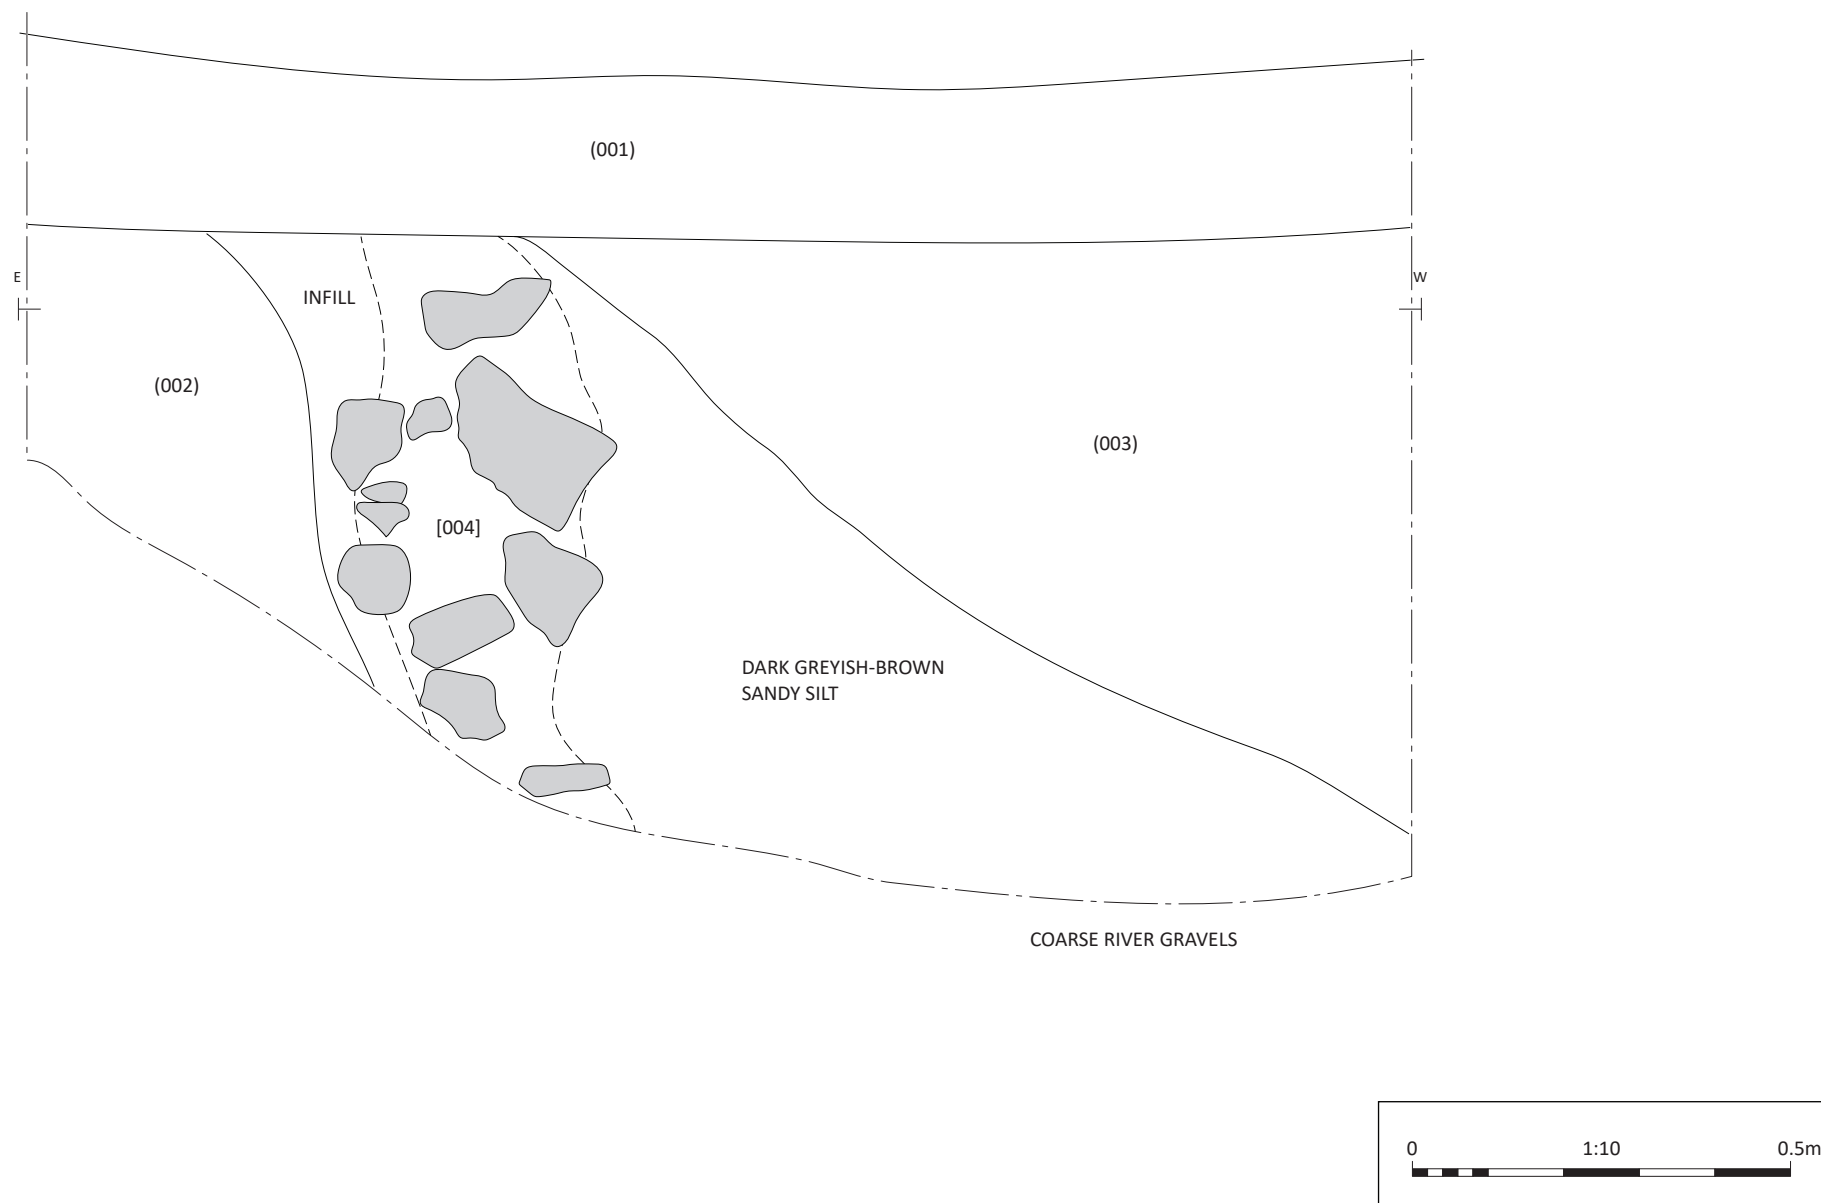 (001)
E
W
INFILL
(002)
(003)
[004]
DARK GREYISH-BROWN
SANDY SILT
COARSE RIVER GRAVELS
0 1:10 0.5m